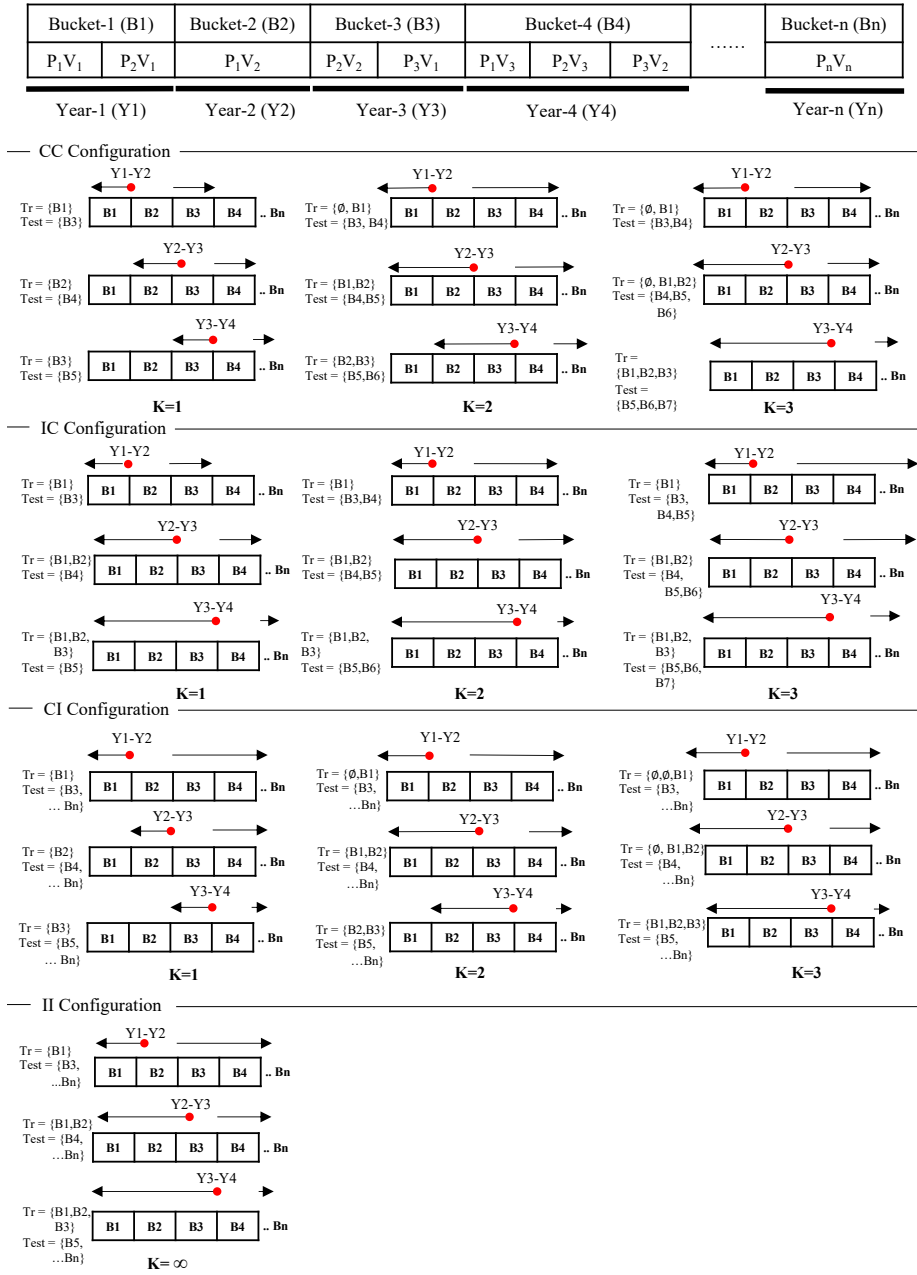 Bucket-1 (B1) Bucket-2 (B2) Bucket-3 (B3) Bucket-4 (B4) ...... Bucket-n (Bn)
P₁V₁ P₂V₁ P₁V₂ P₂V₂ P₃V₁ P₁V₃ P₂V₃ P₃V₂ PₙVₙ
Year-1 (Y1) Year-2 (Y2) Year-3 (Y3) Year-4 (Y4) Year-n (Yn)
CC Configuration
Y1-Y2 Y1-Y2 Y1-Y2
Tr = {B1} B1 B2 B3 B4 .. Bn Tr = {∅, B1} B1 B2 B3 B4 .. Bn Tr = {∅, B1} B1 B2 B3 B4 .. Bn
Test = {B3} Test = {B3, B4} Test = {B3,B4}
Y2-Y3 Y2-Y3 Y2-Y3
Tr = {B2} B1 B2 B3 B4 .. Bn Tr = {B1,B2} B1 B2 B3 B4 .. Bn Tr = {∅, B1,B2} B1 B2 B3 B4 .. Bn
Test = {B4} Test = {B4,B5} Test = {B4,B5,
B6}
Y3-Y4 Y3-Y4 Y3-Y4
Tr = {B3} B1 B2 B3 B4 .. Bn Tr = {B2,B3} B1 B2 B3 B4 .. Bn Tr = B1 B2 B3 B4 .. Bn
Test = {B5} Test = {B5,B6} {B1,B2,B3}
Test =
{B5,B6,B7}
K=1 K=2 K=3
IC Configuration
Y1-Y2 Y1-Y2 Y1-Y2
Tr = {B1} B1 B2 B3 B4 .. Bn Tr = {B1} B1 B2 B3 B4 .. Bn Tr = {B1} B1 B2 B3 B4 .. Bn
Test = {B3} Test = {B3,B4} Test = {B3,
B4,B5}
Y2-Y3 Y2-Y3 Y2-Y3
Tr = {B1,B2} B1 B2 B3 B4 .. Bn Tr = {B1,B2} B1 B2 B3 B4 .. Bn Tr = {B1,B2} B1 B2 B3 B4 .. Bn
Test = {B4} Test = {B4,B5} Test = {B4,
B5,B6}
Y3-Y4 Y3-Y4 Y3-Y4
Tr = {B1,B2, B1 B2 B3 B4 .. Bn Tr = {B1,B2, B1 B2 B3 B4 .. Bn Tr = {B1,B2, B1 B2 B3 B4 .. Bn
B3} B3} B3}
Test = {B5} Test = {B5,B6} Test = {B5,B6,
B7}
K=1 K=2 K=3
CI Configuration
Y1-Y2 Y1-Y2 Y1-Y2
Tr = {B1} B1 B2 B3 B4 .. Bn Tr = {∅,B1} B1 B2 B3 B4 .. Bn Tr = {∅,∅,B1} B1 B2 B3 B4 .. Bn
Test = {B3, Test = {B3, Test = {B3,
… Bn} …Bn} …Bn}
Y2-Y3 Y2-Y3 Y2-Y3
Tr = {B2} B1 B2 B3 B4 .. Bn Tr = {B1,B2} B1 B2 B3 B4 .. Bn Tr = {∅, B1,B2} B1 B2 B3 B4 .. Bn
Test = {B4, Test = {B4, Test = {B4,
… Bn} …Bn} …Bn}
Y3-Y4 Y3-Y4 Y3-Y4
Tr = {B3} B1 B2 B3 B4 .. Bn Tr = {B2,B3} B1 B2 B3 B4 .. Bn Tr = {B1,B2,B3} B1 B2 B3 B4 .. Bn
Test = {B5, Test = {B5, Test = {B5,
… Bn} …Bn} …Bn}
K=1 K=2 K=3
II Configuration
Y1-Y2
Tr = {B1} B1 B2 B3 B4 .. Bn
Test = {B3,
...Bn}
Y2-Y3
Tr = {B1,B2} B1 B2 B3 B4 .. Bn
Test = {B4,
…Bn}
Y3-Y4
Tr = {B1,B2, B1 B2 B3 B4 .. Bn
B3}
Test = {B5,
…Bn}
K= ∞